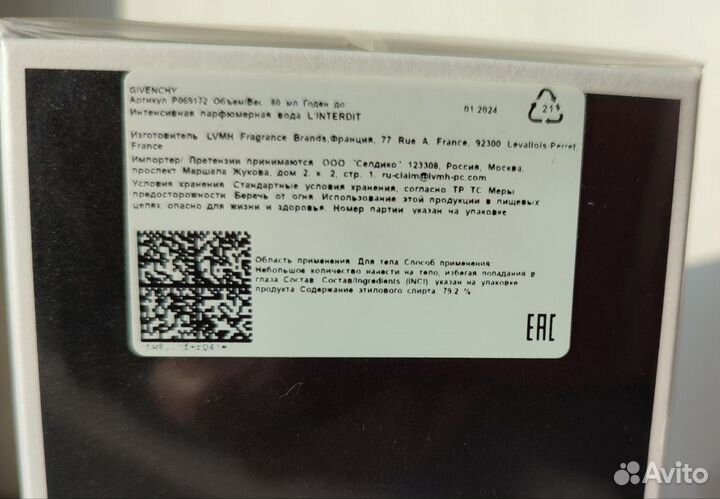 GIVENCHY
Артикул P069172 Объем/Вес 80 мл Годен до: 01.2024
Интенсивная парфюмерная вода L'INTERDIT
21
Изготовитель LVMH Fragrance Brands,Франция, 77 Rue A. France, 92300 Levallois-Perret,
France
Импортер/ Претензии принимаются ООО "Селдико" 123308, Россия, Москва,
проспект Маршала Жукова, дом 2, к. 2, стр. 1, ru-claim@lvmh-pc.com
Условия хранения: Стандартные условия хранения, согласно ТР ТС Меры
предосторожности Беречь от огня. Использование этой продукции в пищевых
целях опасно для жизни и здоровья. Номер партии указан на упаковке
Область применения: Для тела Способ применения:
Небольшое количество нанести на тело, избегая попадания в
глаза Состав: Состав/Ingredients (INCI): указан на упаковке
продукта Содержание этилового спирта: 79.2 %
EAC
Avito